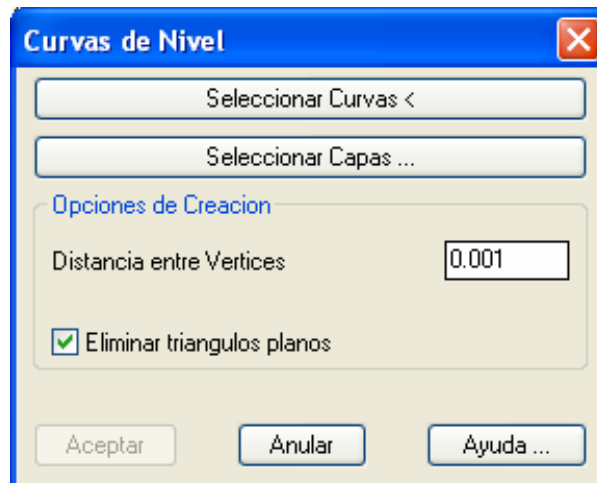 Curvas de Nivel
Seleccionar Curvas <
Seleccionar Capas ...
Opciones de Creacion
Distancia entre Vertices 0.001
Eliminar triangulos planos
Aceptar Anular Ayuda ...